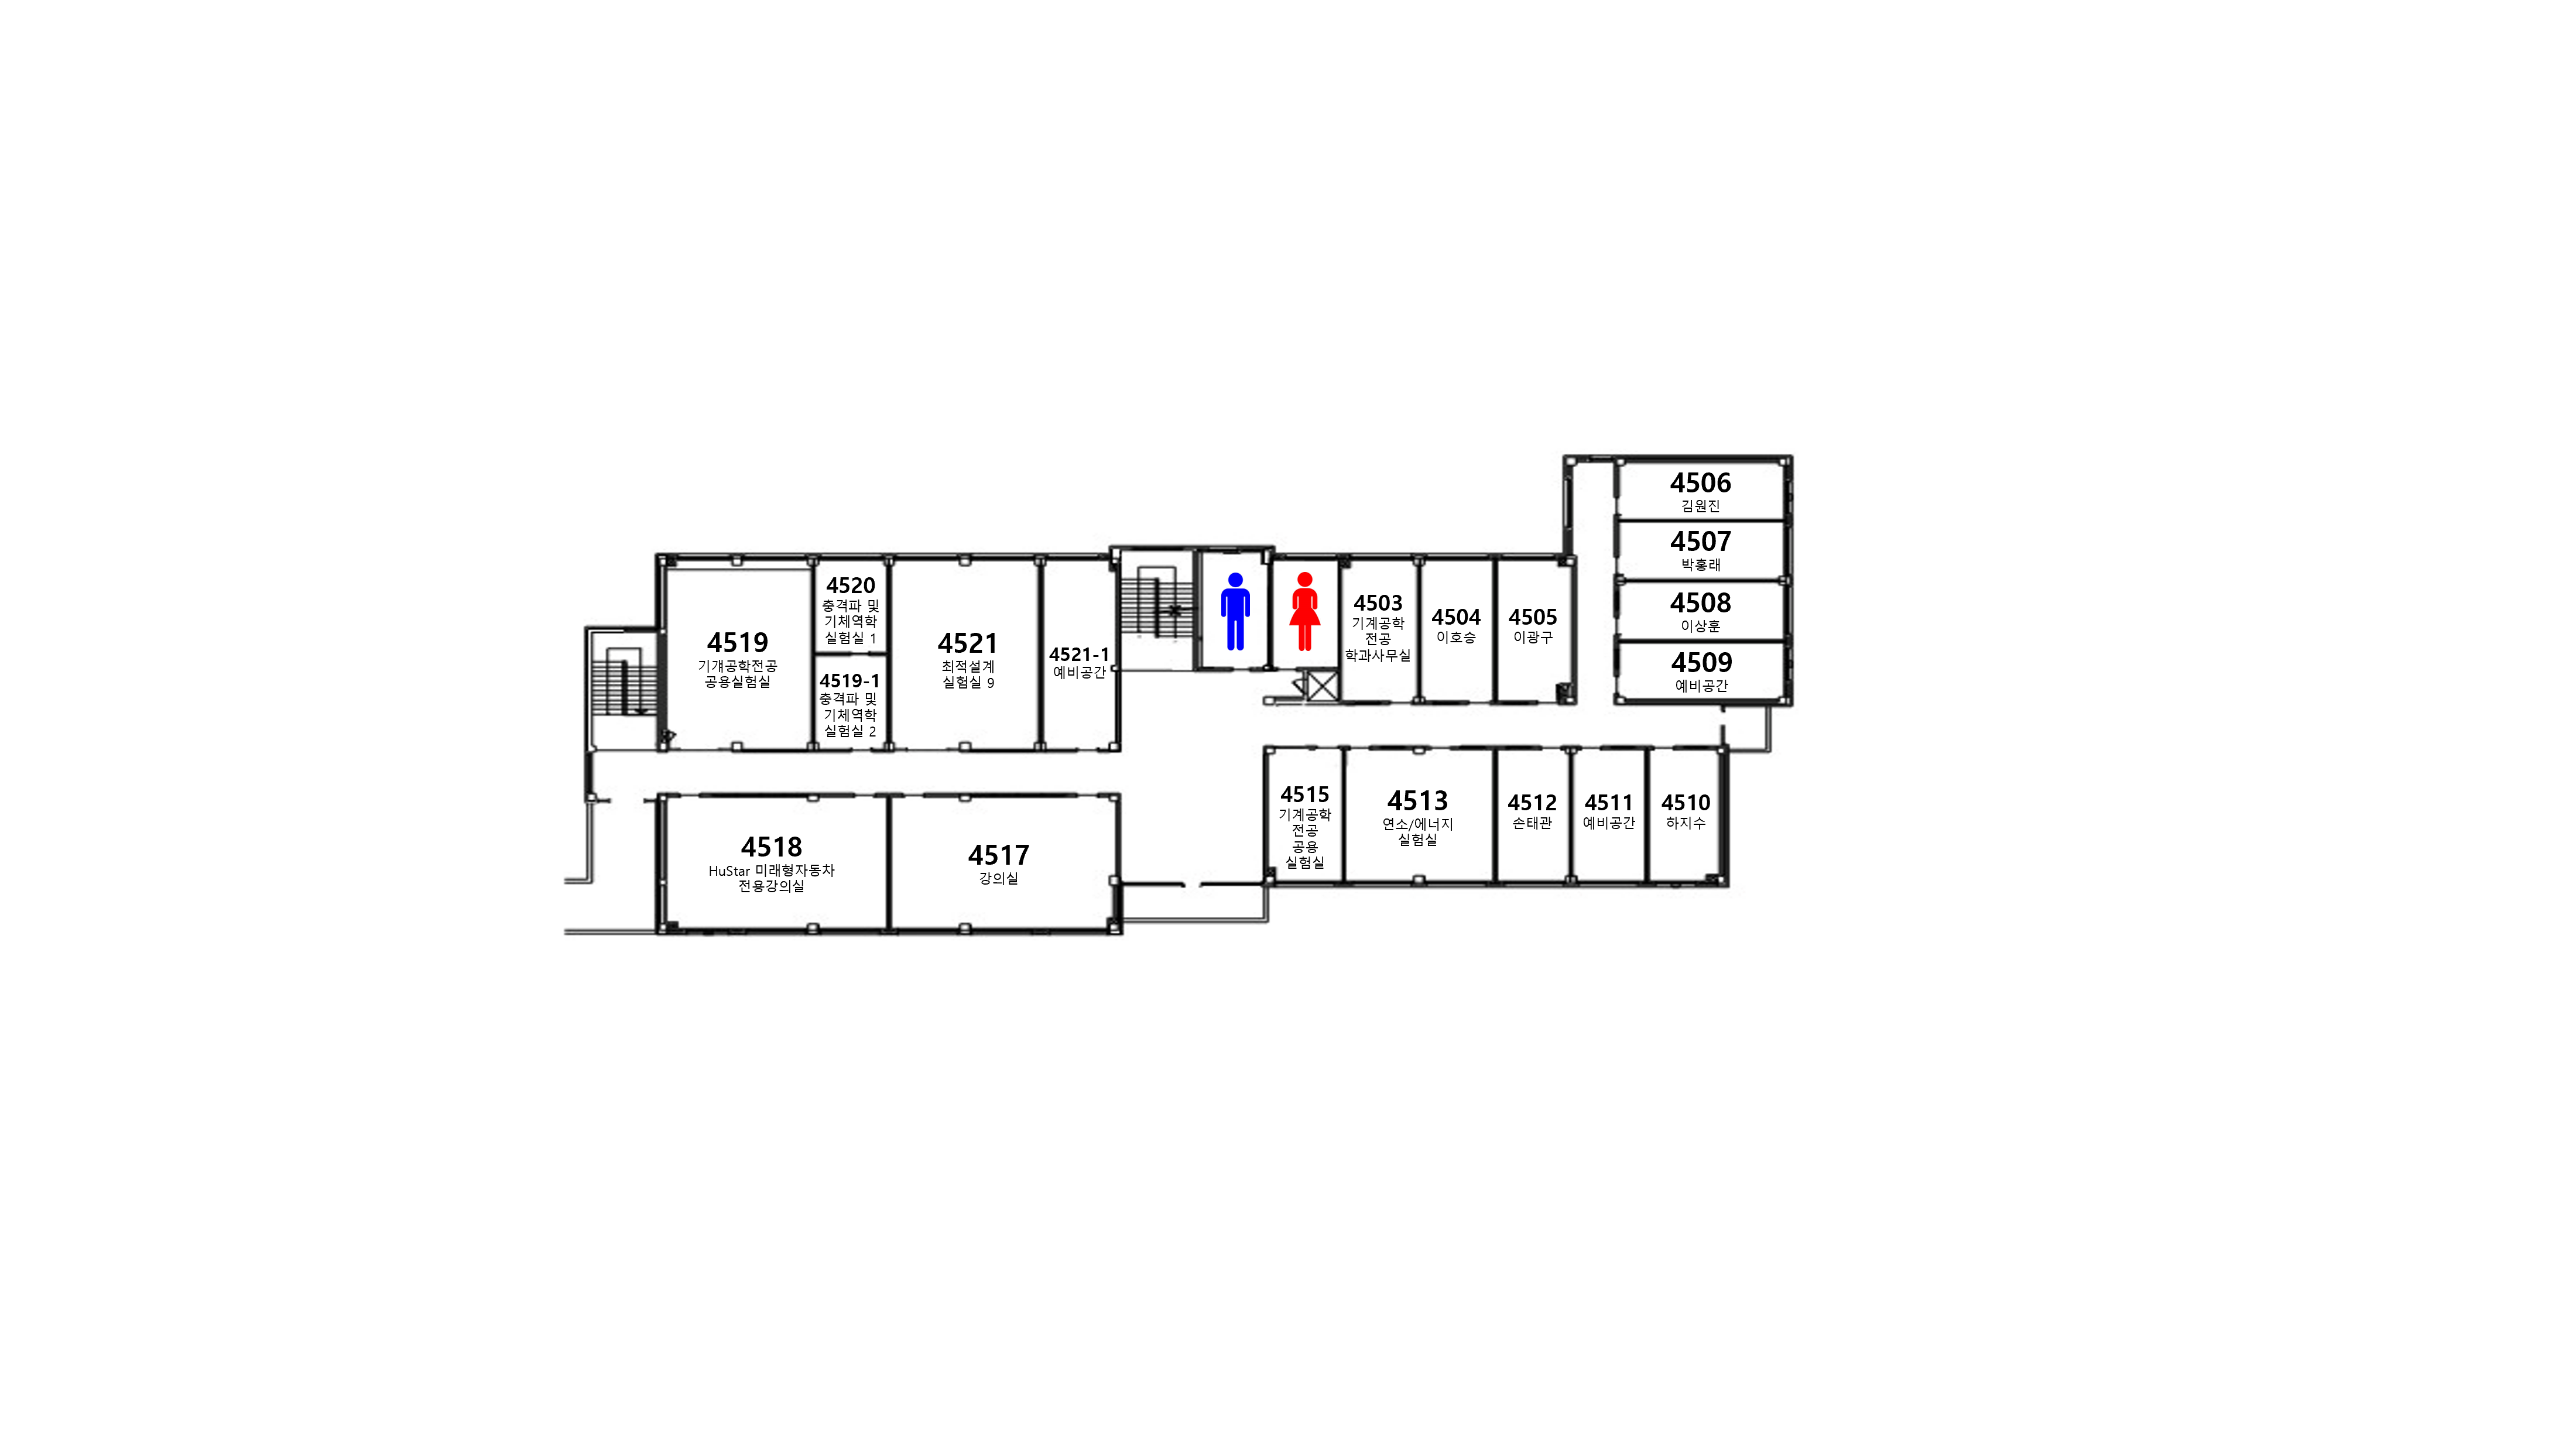 4506
김원진
4507
박홍래
4508
이상훈
4509
예비공간
4519
기개공학전공
공용실험실
4520
충격파 및
기체역학
실험실 1
4519-1
충격파 및
기체역학
실험실 2
4521
최적설계
실험실 9
4521-1
예비공간
4503
기계공학
전공
학과사무실
4504
이호승
4505
이광구
4518
HuStar 미래형자동차
전용강의실
4517
강의실
4515
기계공학
전공
공용
실험실
4513
연소/에너지
실험실
4512
손태관
4511
예비공간
4510
하지수